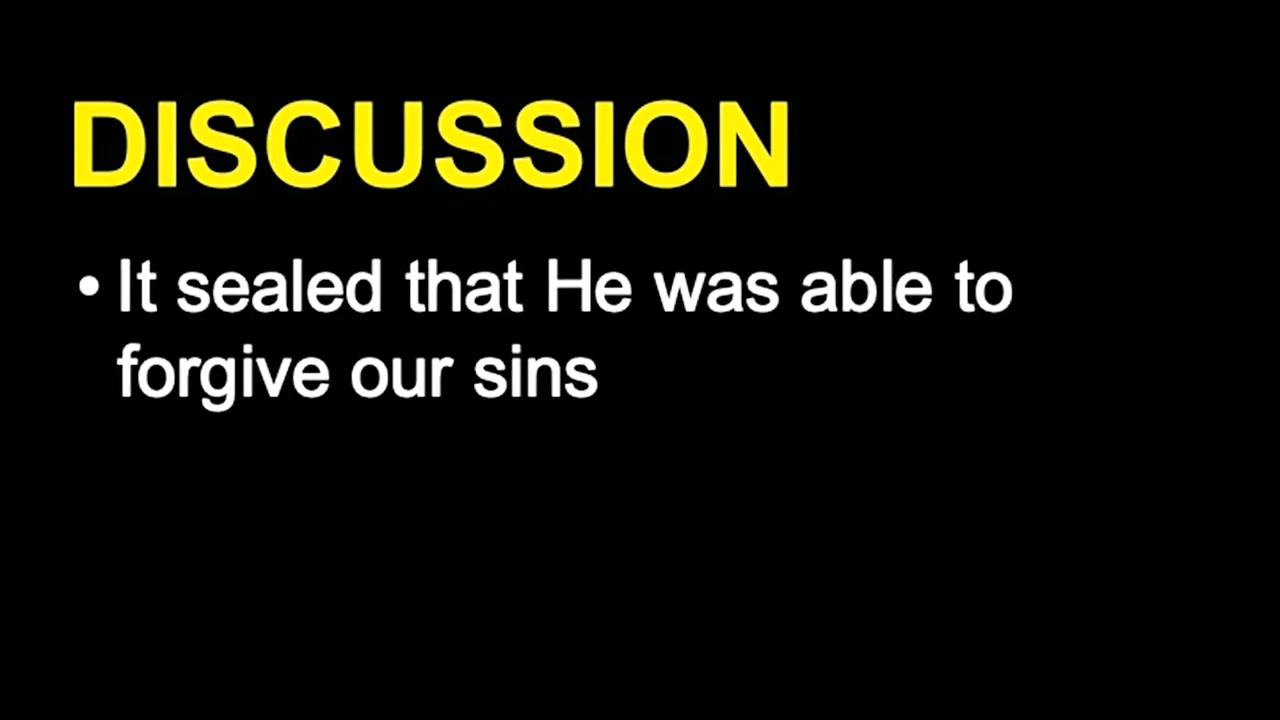 DISCUSSION
• It sealed that He was able to
forgive our sins